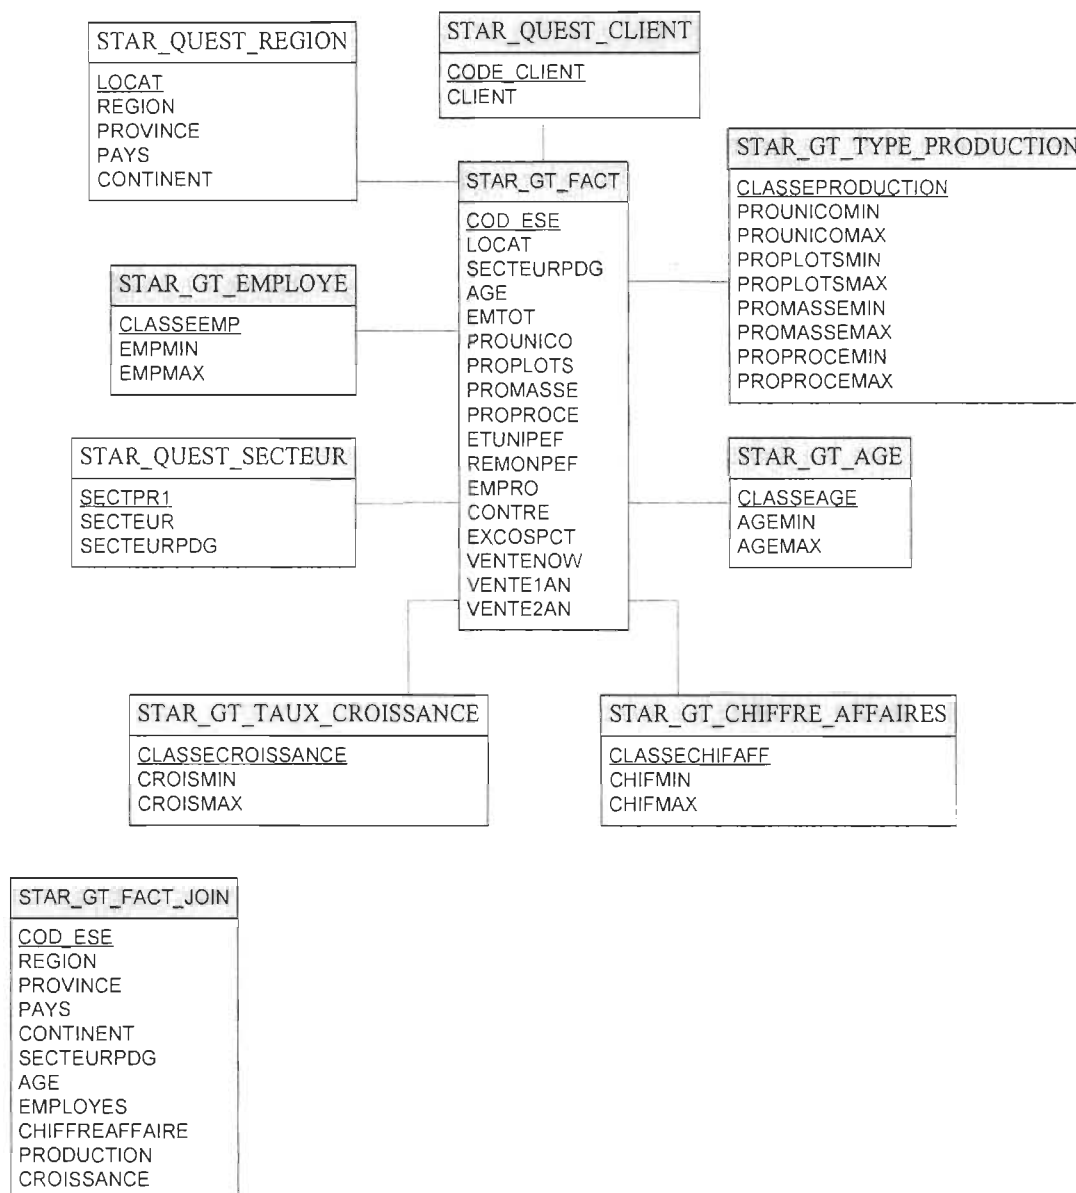 STAR_QUEST_REGION
LOCAT
REGION
PROVINCE
PAYS
CONTINENT
STAR_QUEST_CLIENT
CODE_CLIENT
CLIENT
STAR_GT_TYPE_PRODUCTION
CLASSEPRODUCTION
PROUNICOMIN
PROUNICOMAX
PROPLOTSMIN
PROPLOTSMAX
PROMASSEMIN
PROMASSEMAX
PROPROCEMIN
PROPROCEMAX
STAR_GT_FACT
COD_ESE
LOCAT
SECTEURPDG
AGE
EMTOT
PROUNICO
PROPLOTS
PROMASSE
PROPROCE
ETUNIPEF
REMONPEF
EMPRO
CONTRE
EXCOSPCT
VENTENOW
VENTE1AN
VENTE2AN
STAR_GT_EMPLOYE
CLASSEEMP
EMPMIN
EMPMAX
STAR_QUEST_SECTEUR
SECTPR1
SECTEUR
SECTEURPDG
STAR_GT_AGE
CLASSEAGE
AGEMIN
AGEMAX
STAR_GT_TAUX_CROISSANCE
CLASSECROISSANCE
CROISMIN
CROISMAX
STAR_GT_CHIFFRE_AFFAIRES
CLASSECHIFAFF
CHIFMIN
CHIFMAX
STAR_GT_FACT_JOIN
COD_ESE
REGION
PROVINCE
PAYS
CONTINENT
SECTEURPDG
AGE
EMPLOYES
CHIFFREAFFAIRE
PRODUCTION
CROISSANCE